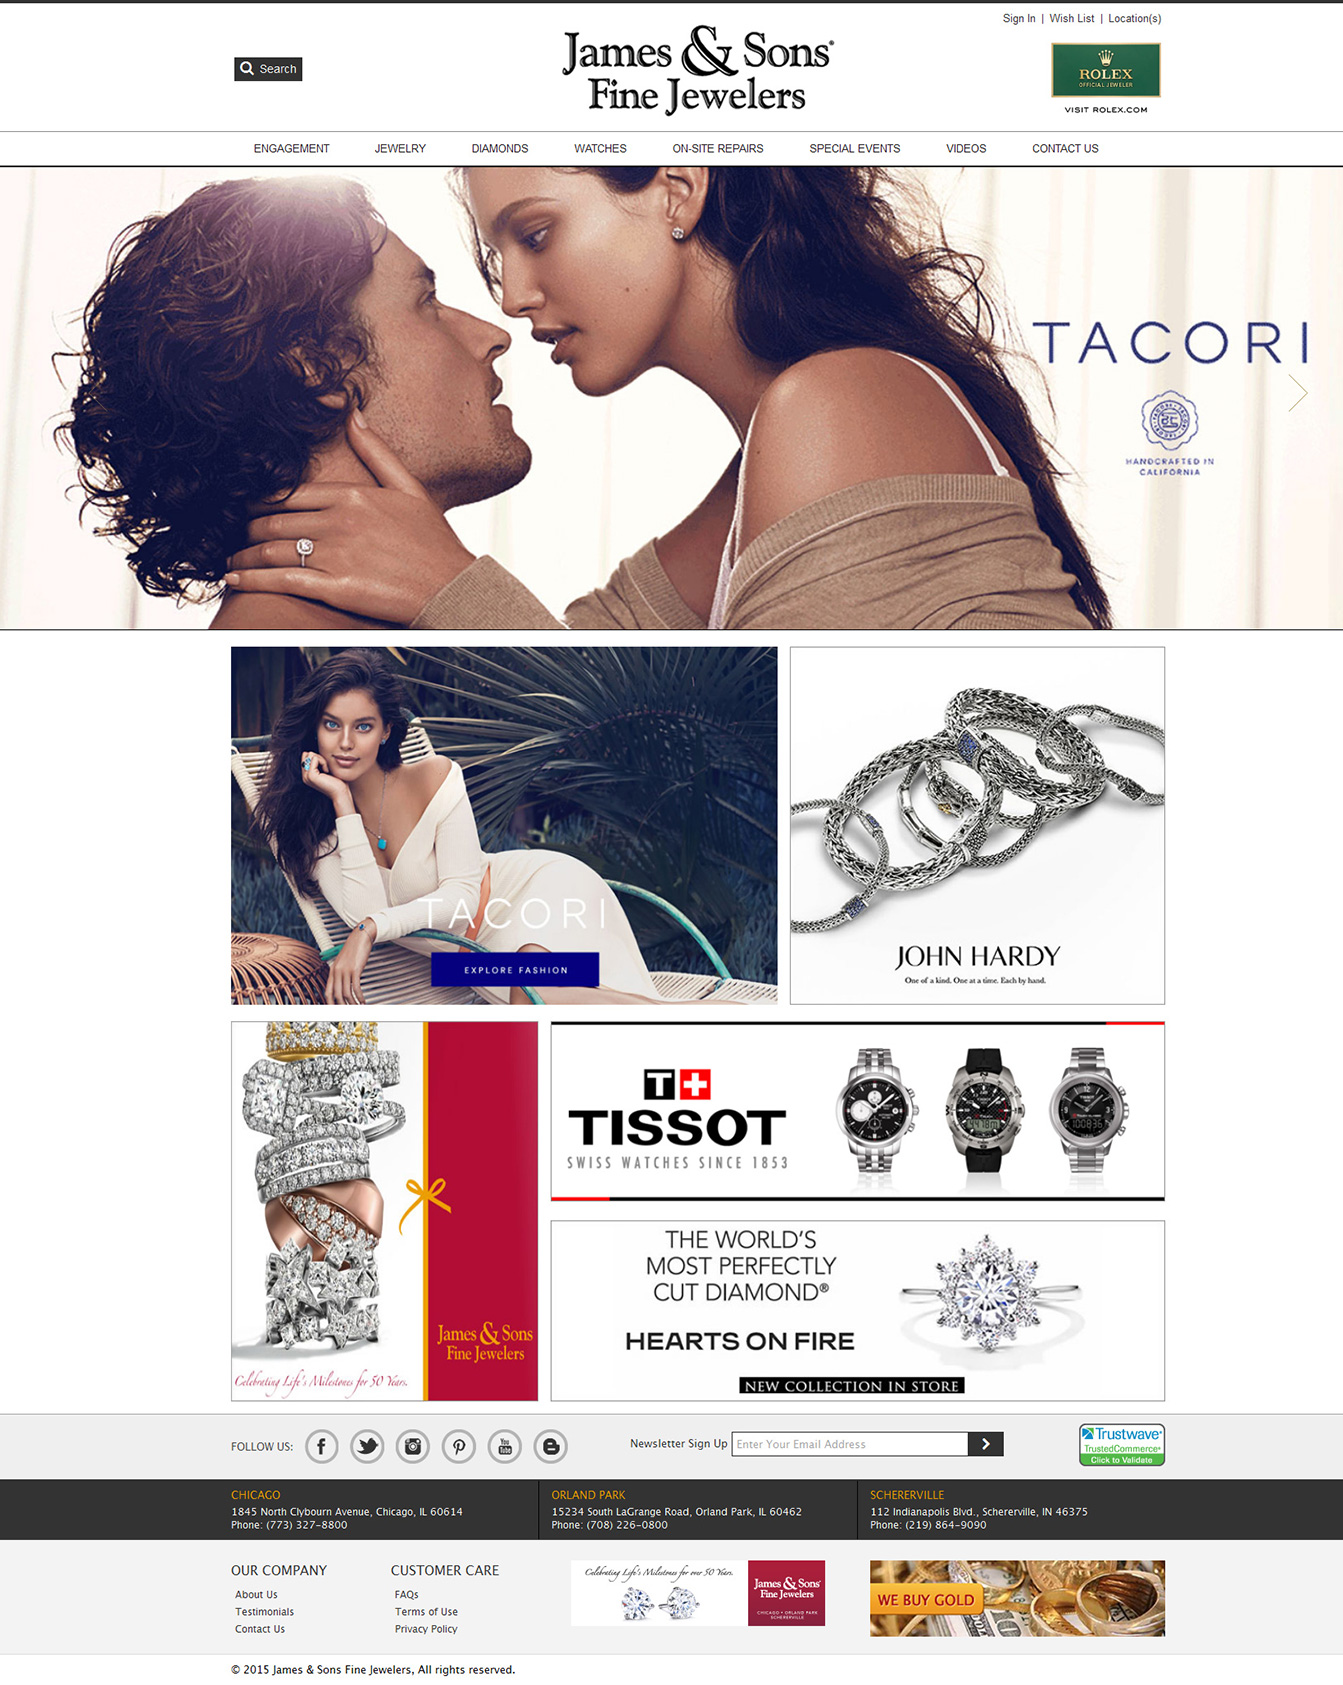 Sign In | Wish List | Location(s)
Search
James & Sons®
Fine Jewelers
ROLEX
OFFICIAL JEWELER
VISIT ROLEX.COM
ENGAGEMENT JEWELRY DIAMONDS WATCHES ON-SITE REPAIRS SPECIAL EVENTS VIDEOS CONTACT US
TACORI
HANDCRAFTED IN
CALIFORNIA
TACORI
EXPLORE FASHION
JOHN HARDY
One of a kind. One at a time. Each by hand.
James & Sons
Fine Jewelers
Celebrating Life's Milestones for 50 Years.
T+
TISSOT
SWISS WATCHES SINCE 1853
THE WORLD'S
MOST PERFECTLY
CUT DIAMOND®
HEARTS ON FIRE
NEW COLLECTION IN STORE
FOLLOW US:
You Tube
Newsletter Sign Up
Enter Your Email Address
Trustwave®
TrustedCommerce®
Click to Validate
CHICAGO
1845 North Clybourn Avenue, Chicago, IL 60614
Phone: (773) 327-8800
ORLAND PARK
15234 South LaGrange Road, Orland Park, IL 60462
Phone: (708) 226-0800
SCHERERVILLE
112 Indianapolis Blvd., Schererville, IN 46375
Phone: (219) 864-9090
OUR COMPANY
About Us
Testimonials
Contact Us
CUSTOMER CARE
FAQs
Terms of Use
Privacy Policy
Celebrating Life's Milestones for over 50 Years.
James & Sons®
Fine Jewelers
CHICAGO • ORLAND PARK
SCHERERVILLE
WE BUY GOLD
© 2015 James & Sons Fine Jewelers, All rights reserved.